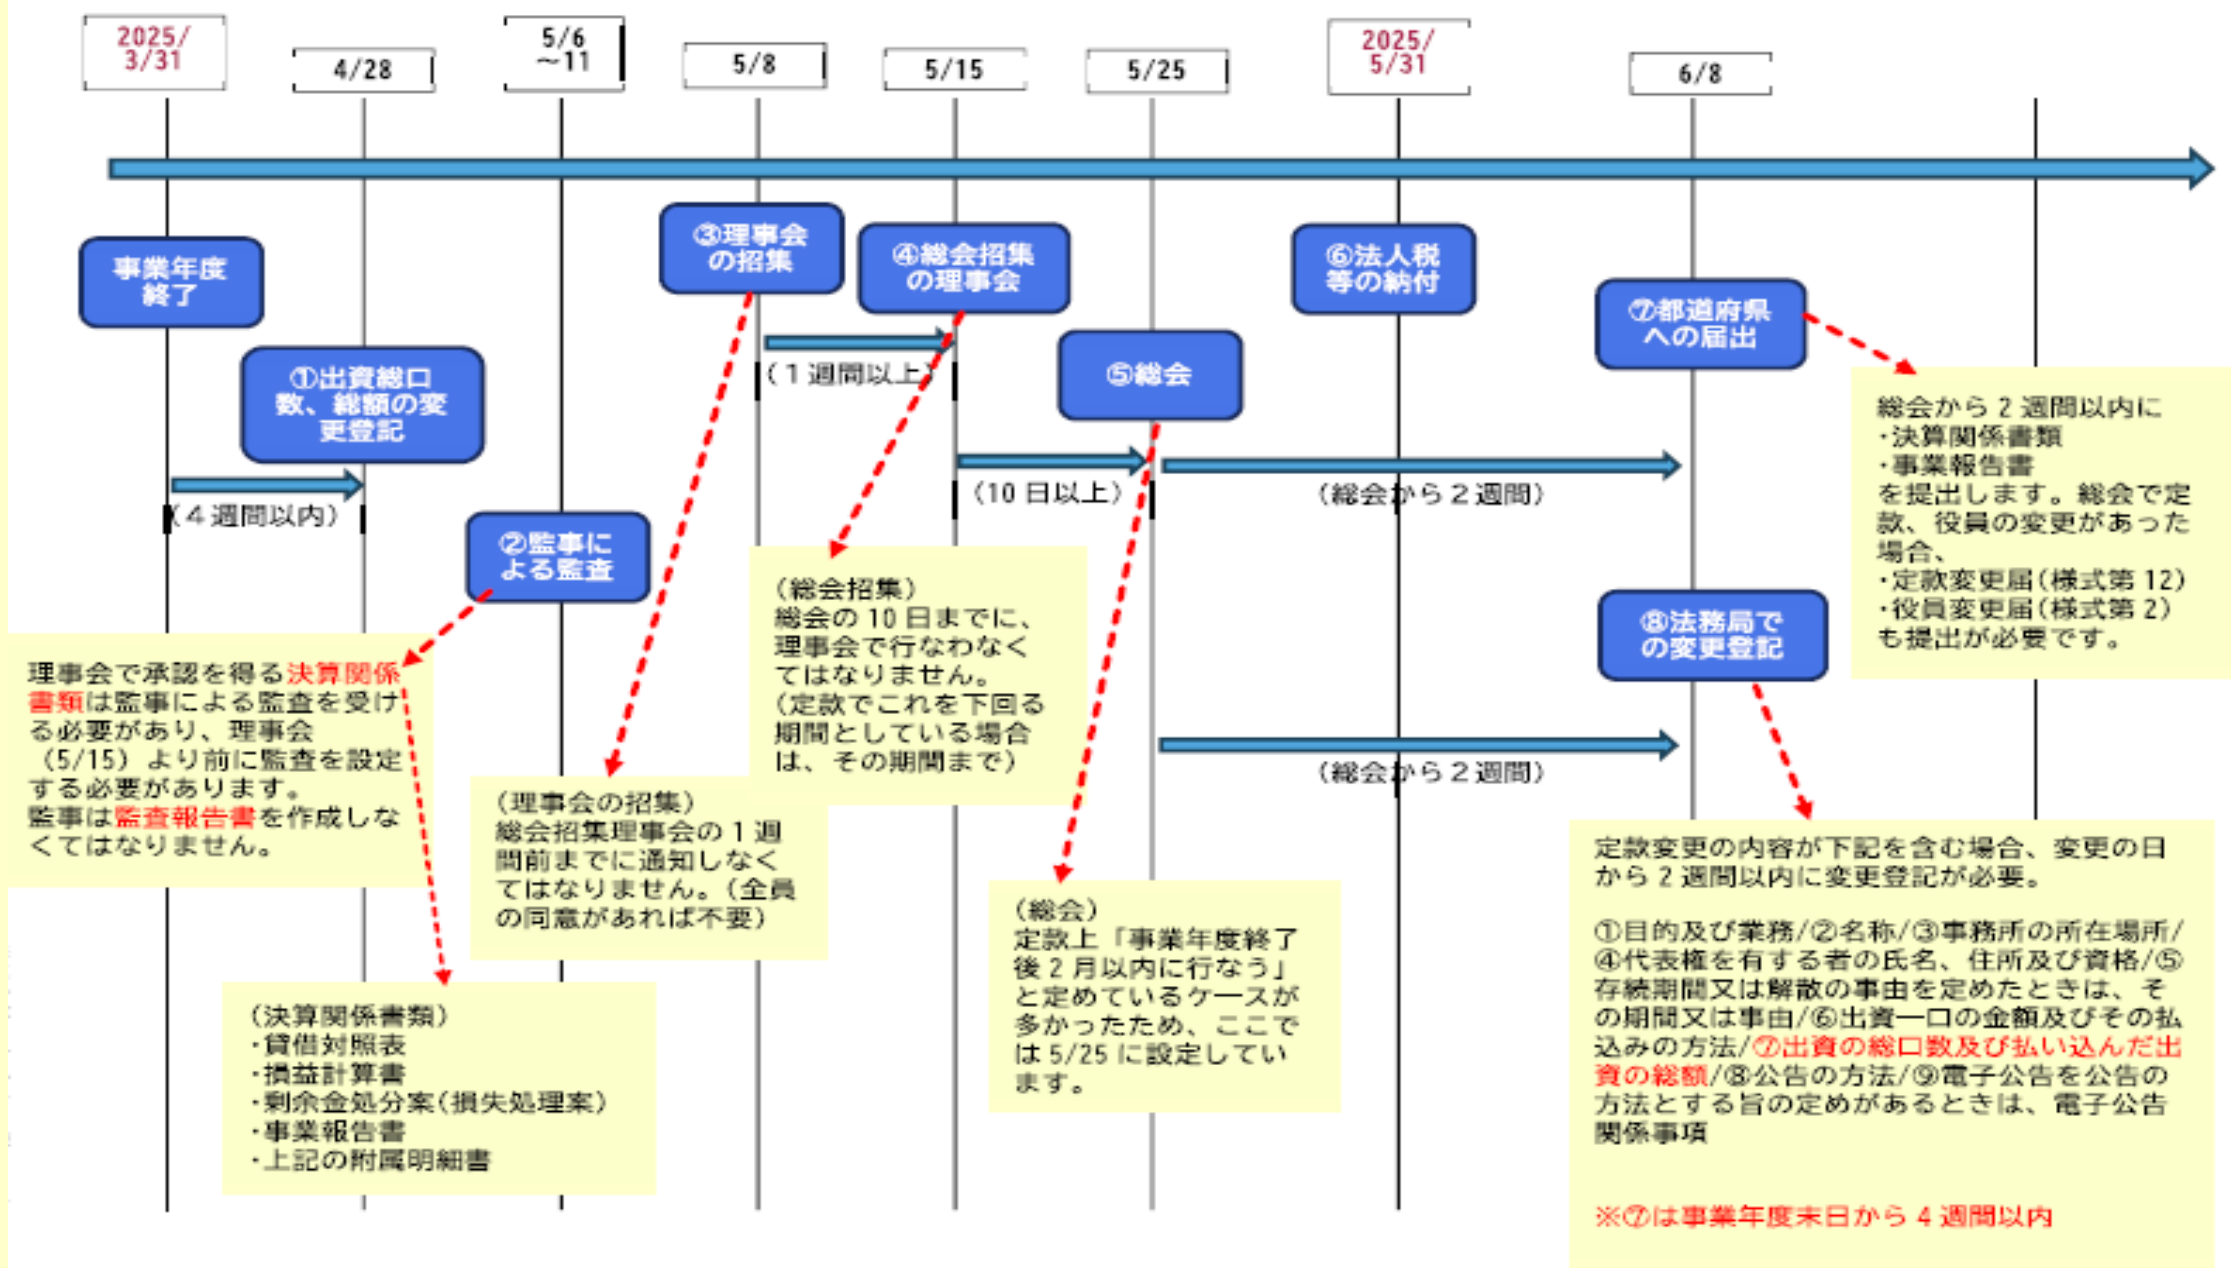 2025/
3/31
4/28
5/6
～11
5/8
5/15
5/25
2025/
5/31
6/8
事業年度
終了
①出資総口
数、総額の変
更登記
（４週間以内）
②監事に
よる監査
③理事会
の招集
（１週間以上）
④総会招集
の理事会
（10 日以上）
⑤総会
（総会から２週間）
⑥法人税
等の納付
⑦都道府県
への届出
⑧法務局で
の変更登記
（総会から２週間）
理事会で承認を得る決算関係
書類は監事による監査を受け
る必要があり、理事会
（5/15）より前に監査を設定
する必要があります。
監事は監査報告書を作成しな
くてはなりません。
（決算関係書類）
・貸借対照表
・損益計算書
・剰余金処分案（損失処理案）
・事業報告書
・上記の附属明細書
（理事会の招集）
総会招集理事会の 1 週
間前までに通知しなく
てはなりません。（全員
の同意があれば不要）
（総会招集）
総会の 10 日までに、
理事会で行なわなく
てはなりません。
（定款でこれを下回る
期間としている場合
は、その期間まで）
（総会）
定款上「事業年度終了
後 2 月以内に行なう」
と定めているケースが
多かったため、ここで
は 5/25 に設定してい
ます。
総会から 2 週間以内に
・決算関係書類
・事業報告書
を提出します。総会で定
款、役員の変更があった
場合、
・定款変更届（様式第 12）
・役員変更届（様式第 2）
も提出が必要です。
定款変更の内容が下記を含む場合、変更の日
から 2 週間以内に変更登記が必要。
①目的及び業務/②名称/③事務所の所在場所/
④代表権を有する者の氏名、住所及び資格/⑤
存続期間又は解散の事由を定めたときは、そ
の期間又は事由/⑥出資一口の金額及びその払
込みの方法/⑦出資の総口数及び払い込んだ出
資の総額/⑧公告の方法/⑨電子公告を公告の
方法とする旨の定めがあるときは、電子公告
関係事項
※⑦は事業年度末日から 4 週間以内